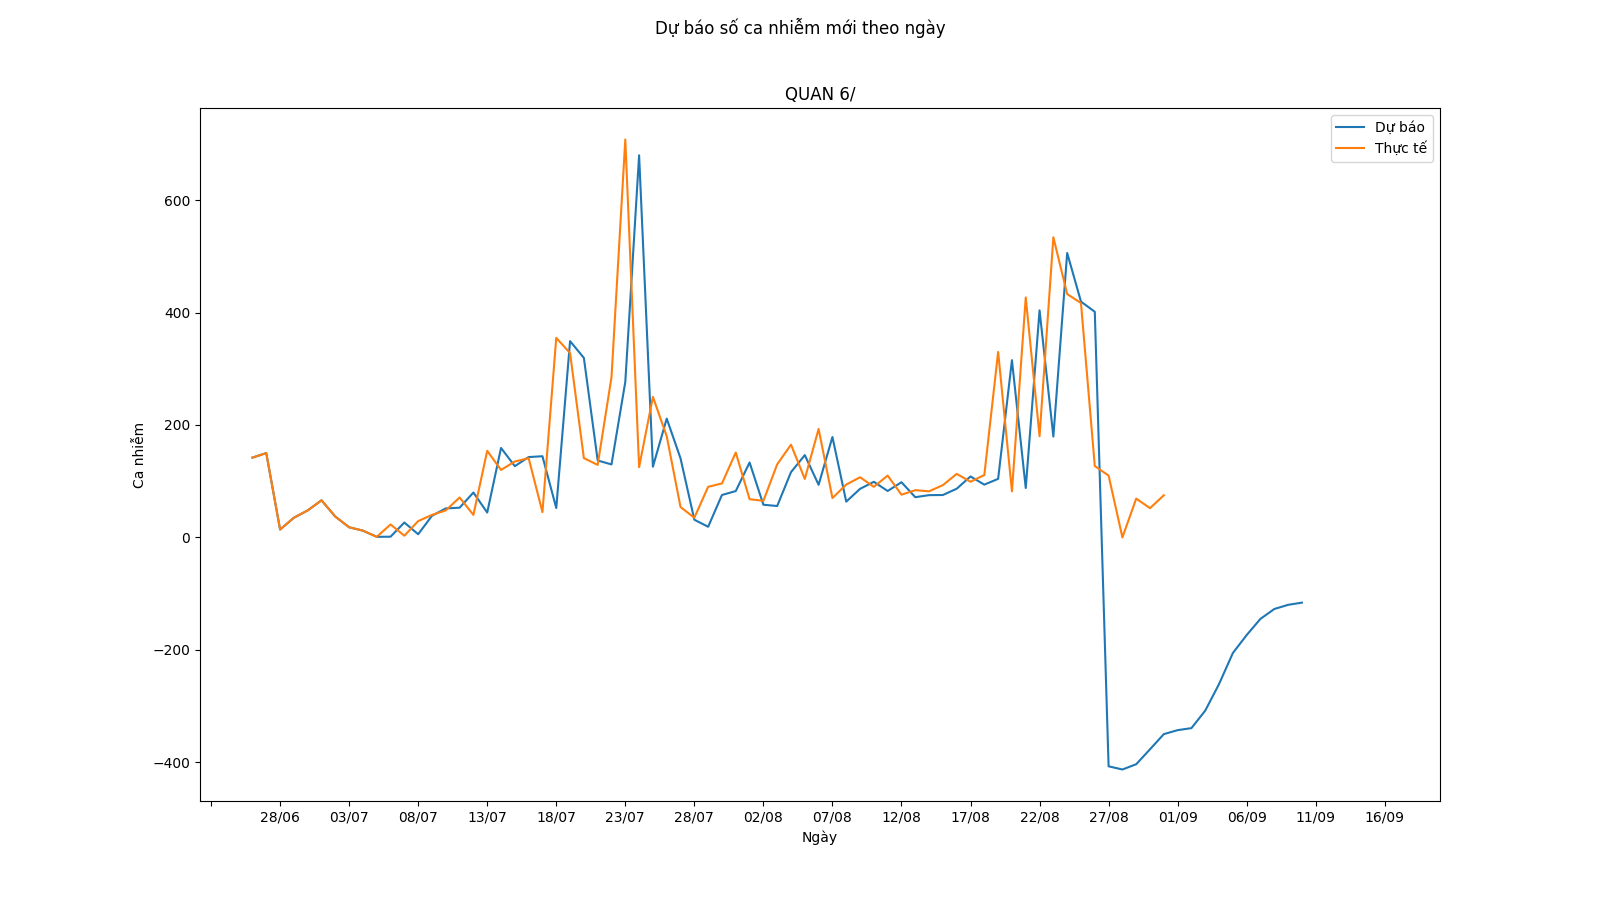 Dự báo số ca nhiễm mới theo ngày
QUAN 6/
Dự báo
Thực tế
Ca nhiễm
600
400
200
0
−200
−400
28/06 03/07 08/07 13/07 18/07 23/07 28/07 02/08 07/08 12/08 17/08 22/08 27/08 01/09 06/09 11/09 16/09
Ngày